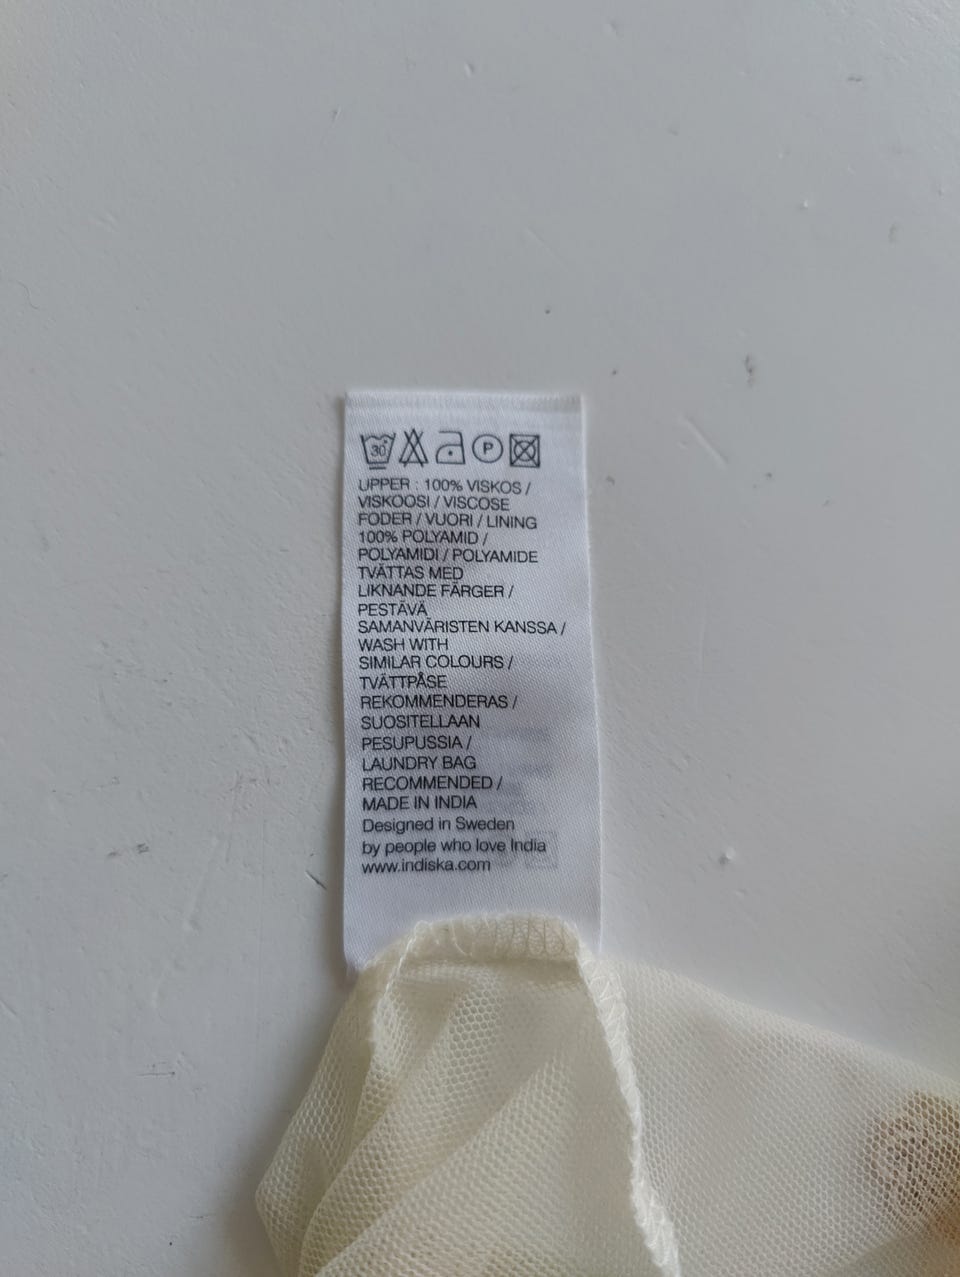 30 P
UPPER : 100% VISKOS /
VISKOOSI / VISCOSE
FODER / VUORI / LINING
100% POLYAMID /
POLYAMIDI / POLYAMIDE
TVÄTTAS MED
LIKNANDE FÄRGER /
PESTÄVÄ
SAMANVÄRISTEN KANSSA /
WASH WITH
SIMILAR COLOURS /
TVÄTTPÅSE
REKOMMENDERAS /
SUOSITELLAAN
PESUPUSSIA /
LAUNDRY BAG
RECOMMENDED /
MADE IN INDIA
Designed in Sweden
by people who love India
www.indiska.com